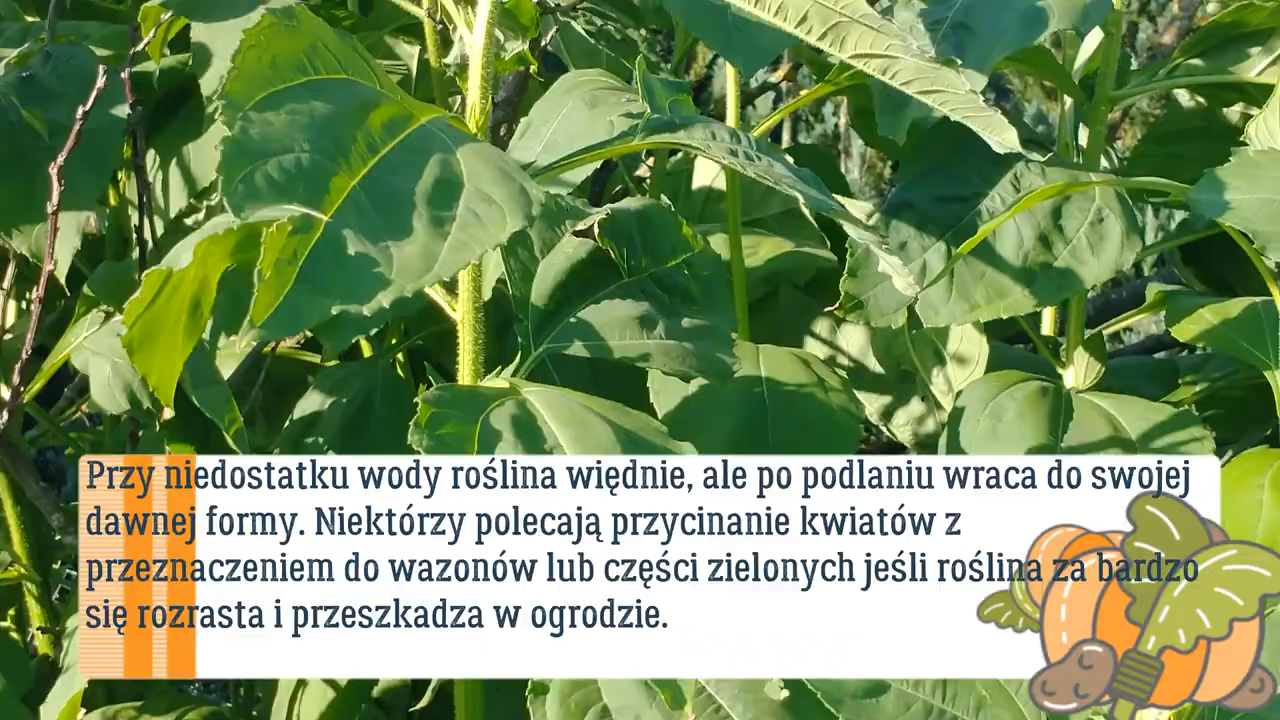 Przy niedostatku wody roślina więdnie, ale po podlaniu wraca do swojej
dawnej formy. Niektórzy polecają przycinanie kwiatów z
przeznaczeniem do wazonów lub części zielonych jeśli roślina za bardzo
się rozrasta i przeszkadza w ogrodzie.